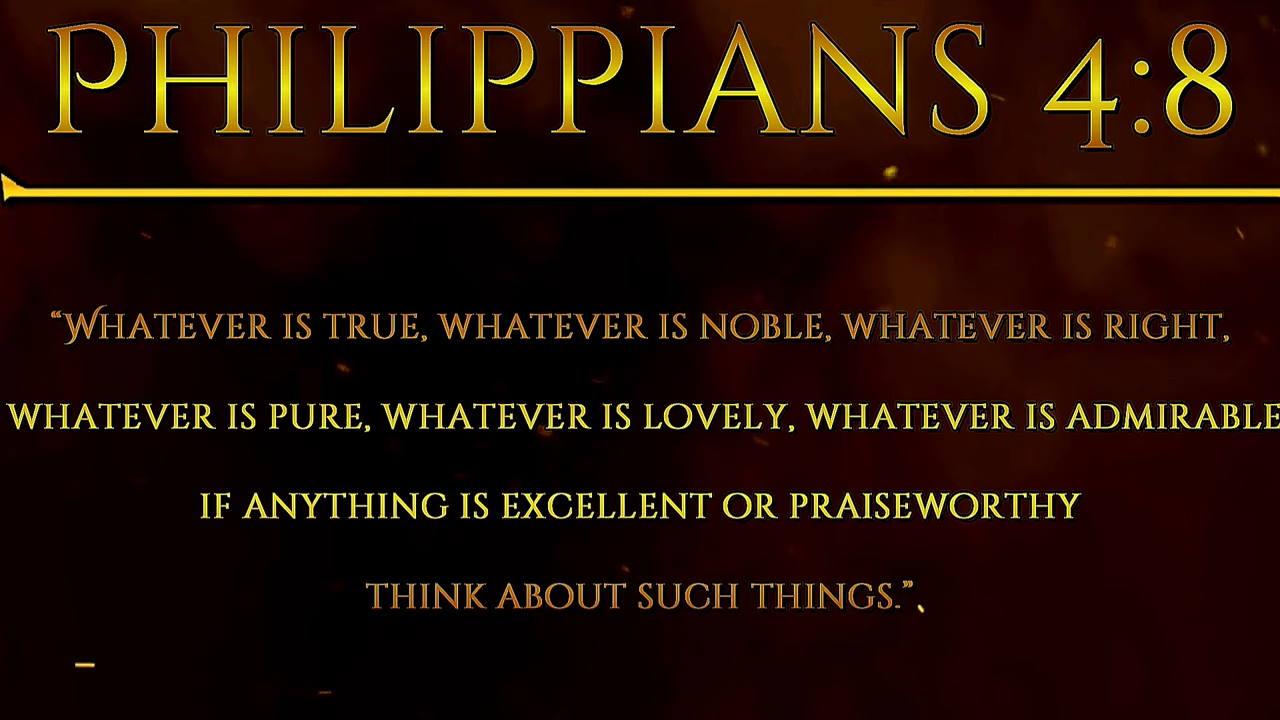 PHILIPPIANS 4:8
“WHATEVER IS TRUE, WHATEVER IS NOBLE, WHATEVER IS RIGHT,
WHATEVER IS PURE, WHATEVER IS LOVELY, WHATEVER IS ADMIRABLE
IF ANYTHING IS EXCELLENT OR PRAISEWORTHY
THINK ABOUT SUCH THINGS.”